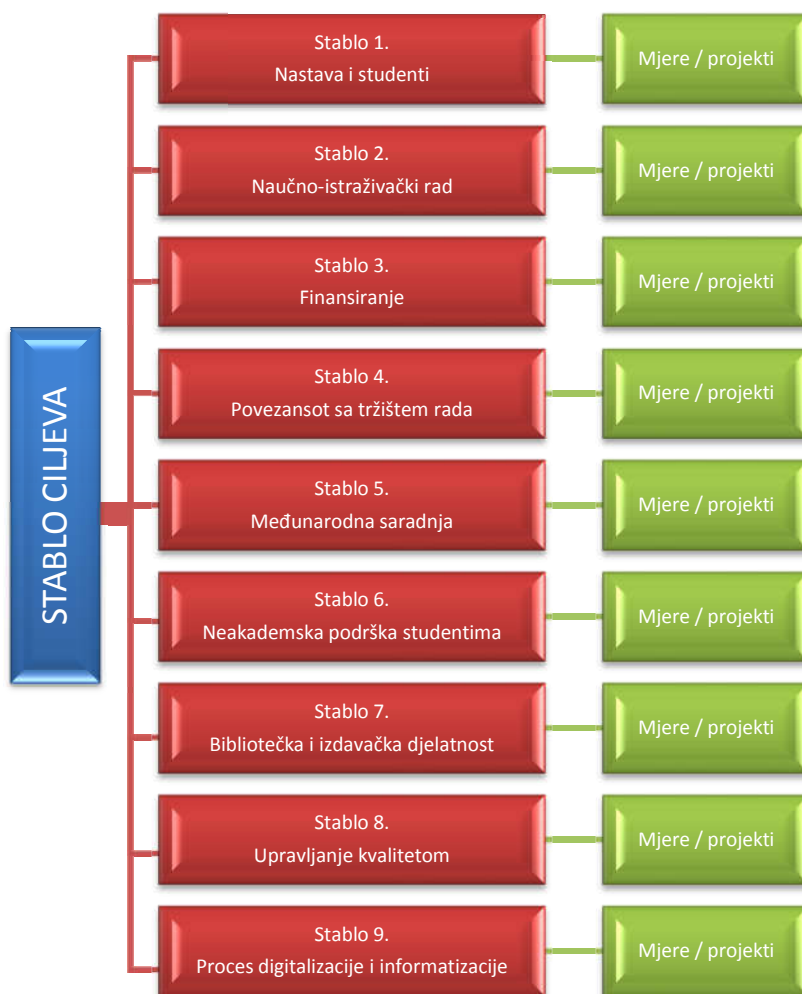 STABLO CILJEVA
Stablo 1.
Nastava i studenti
Mjere / projekti
Stablo 2.
Naučno-istraživački rad
Mjere / projekti
Stablo 3.
Finansiranje
Mjere / projekti
Stablo 4.
Povezansot sa tržištem rada
Mjere / projekti
Stablo 5.
Međunarodna saradnja
Mjere / projekti
Stablo 6.
Neakademska podrška studentima
Mjere / projekti
Stablo 7.
Bibliotečka i izdavačka djelatnost
Mjere / projekti
Stablo 8.
Upravljanje kvalitetom
Mjere / projekti
Stablo 9.
Proces digitalizacije i informatizacije
Mjere / projekti